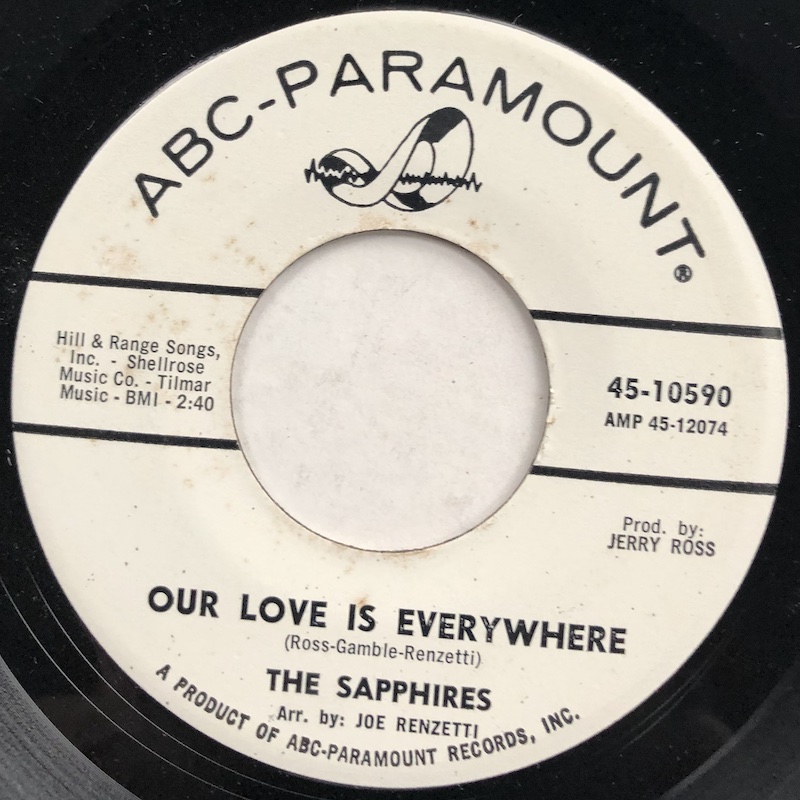 ABC-PARAMOUNT®
Hill & Range Songs,
Inc. - Shellrose
Music Co. - Tilmar
Music - BMI - 2:40
45-10590
AMP 45-12074
Prod. by:
JERRY ROSS
OUR LOVE IS EVERYWHERE
(Ross-Gamble-Renzetti)
THE SAPPHIRES
Arr. by: JOE RENZETTI
A PRODUCT OF ABC-PARAMOUNT RECORDS, INC.